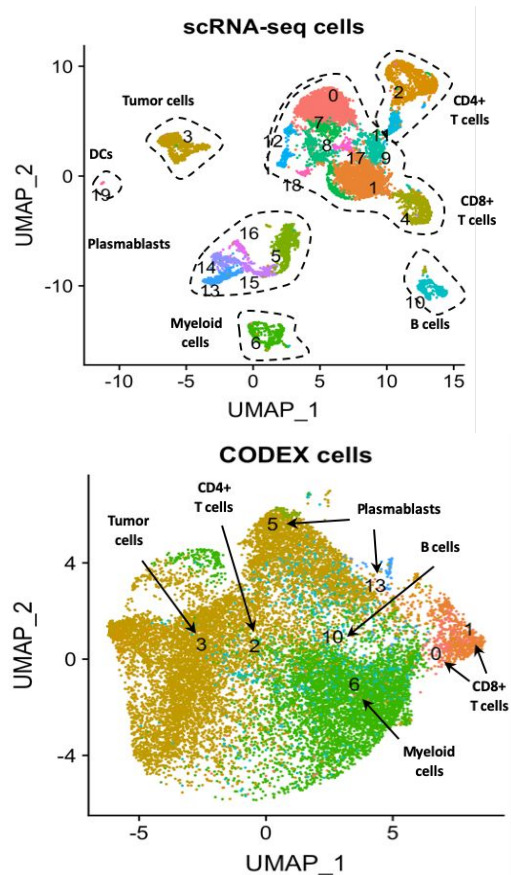 scRNA-seq cells
UMAP_2
10
0
-10
Tumor cells
3
DCs
19
0
7
12
8
17
18
11
9
1
2
CD4+
T cells
4
CD8+
T cells
Plasmablasts
16
5
14
13
15
10
B cells
Myeloid
cells
6
-10
-5
0
5
10
15
UMAP_1
CODEX cells
UMAP_2
4
0
-4
Tumor
cells
CD4+
T cells
Plasmablasts
B cells
5
13
3
2
10
0
1
6
CD8+
T cells
Myeloid
cells
-5
0
5
UMAP_1